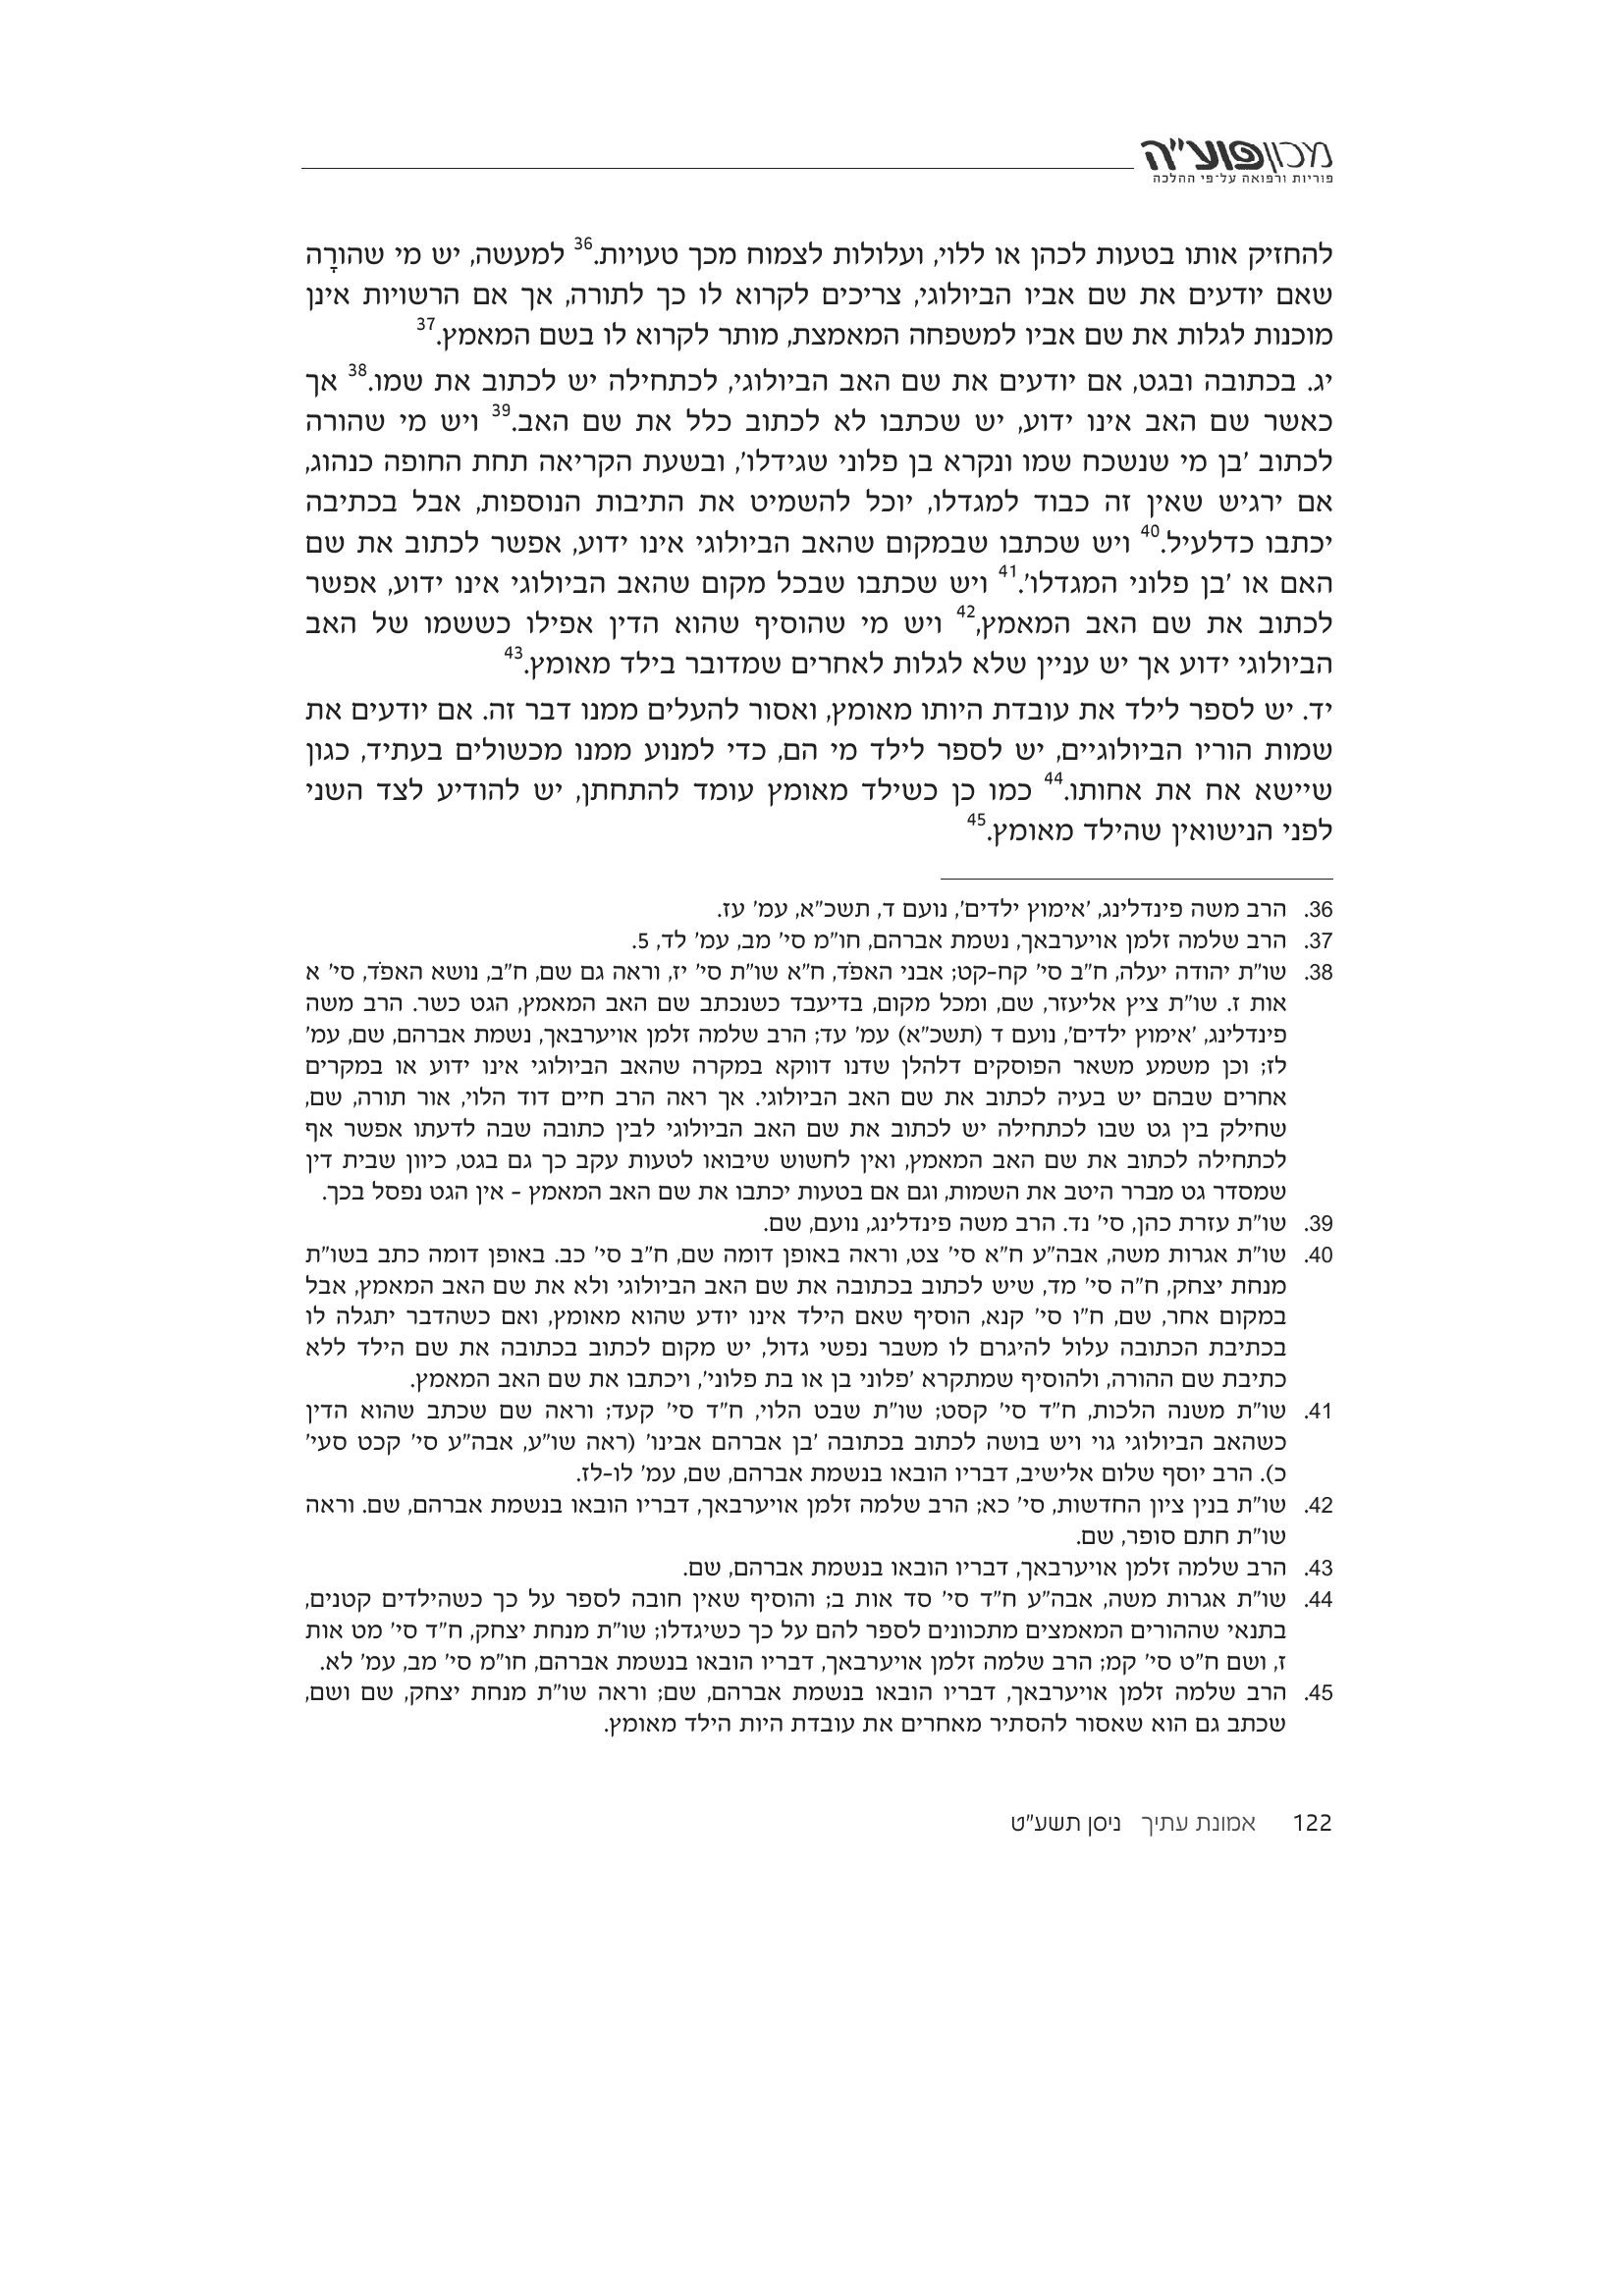 מכון פוע"ה
פוריות ורפואה על-פי ההלכה
להחזיק אותו בטעות לכהן או ללוי, ועלולות לצמוח מכך טעויות.36 למעשה, יש מי שהורָה
שאם יודעים את שם אביו הביולוגי, צריכים לקרוא לו כך לתורה, אך אם הרשויות אינן
מוכנות לגלות את שם אביו למשפחה המאמצת, מותר לקרוא לו בשם המאמץ.37
יג. בכתובה ובגט, אם יודעים את שם האב הביולוגי, לכתחילה יש לכתוב את שמו.38 אך
כאשר שם האב אינו ידוע, יש שכתבו לא לכתוב כלל את שם האב.39 ויש מי שהורה
לכתוב 'בן מי שנשכח שמו ונקרא בן פלוני שגידלו', ובשעת הקריאה תחת החופה כנהוג,
אם ירגיש שאין זה כבוד למגדלו, יוכל להשמיט את התיבות הנוספות, אבל בכתיבה
יכתבו כדלעיל.40 ויש שכתבו שבמקום שהאב הביולוגי אינו ידוע, אפשר לכתוב את שם
האם או 'בן פלוני המגדלו'.41 ויש שכתבו שבכל מקום שהאב הביולוגי אינו ידוע, אפשר
לכתוב את שם האב המאמץ,42 ויש מי שהוסיף שהוא הדין אפילו כששמו של האב
הביולוגי ידוע אך יש עניין שלא לגלות לאחרים שמדובר בילד מאומץ.43
יד. יש לספר לילד את עובדת היותו מאומץ, ואסור להעלים ממנו דבר זה. אם יודעים את
שמות הוריו הביולוגיים, יש לספר לילד מי הם, כדי למנוע ממנו מכשולים בעתיד, כגון
שיישא אח את אחותו.44 כמו כן כשילד מאומץ עומד להתחתן, יש להודיע לצד השני
לפני הנישואין שהילד מאומץ.45
36. הרב משה פינדלינג, 'אימוץ ילדים', נועם ד, תשכ"א, עמ' עז.
37. הרב שלמה זלמן אויערבאך, נשמת אברהם, חו"מ סי' מב, עמ' לד, 5.
38. שו"ת יהודה יעלה, ח"ב סי' קח-קט; אבני האפֹד, ח"א שו"ת סי' יז, וראה גם שם, ח"ב, נושא האפֹד, סי' א
אות ז. שו"ת ציץ אליעזר, שם, ומכל מקום, בדיעבד כשנכתב שם האב המאמץ, הגט כשר. הרב משה
פינדלינג, 'אימוץ ילדים', נועם ד (תשכ"א) עמ' עד; הרב שלמה זלמן אויערבאך, נשמת אברהם, שם, עמ'
לז; וכן משמע משאר הפוסקים דלהלן שדנו דווקא במקרה שהאב הביולוגי אינו ידוע או במקרים
אחרים שבהם יש בעיה לכתוב את שם האב הביולוגי. אך ראה הרב חיים דוד הלוי, אור תורה, שם,
שחילק בין גט שבו לכתחילה יש לכתוב את שם האב הביולוגי לבין כתובה שבה לדעתו אפשר אף
לכתחילה לכתוב את שם האב המאמץ, ואין לחשוש שיבואו לטעות עקב כך גם בגט, כיוון שבית דין
שמסדר גט מברר היטב את השמות, וגם אם בטעות יכתבו את שם האב המאמץ - אין הגט נפסל בכך.
39. שו"ת עזרת כהן, סי' נד. הרב משה פינדלינג, נועם, שם.
40. שו"ת אגרות משה, אבה"ע ח"א סי' צט, וראה באופן דומה שם, ח"ב סי' כב. באופן דומה כתב בשו"ת
מנחת יצחק, ח"ה סי' מד, שיש לכתוב בכתובה את שם האב הביולוגי ולא את שם האב המאמץ, אבל
במקום אחר, שם, ח"ו סי' קנא, הוסיף שאם הילד אינו יודע שהוא מאומץ, ואם כשהדבר יתגלה לו
בכתיבת הכתובה עלול להיגרם לו משבר נפשי גדול, יש מקום לכתוב בכתובה את שם הילד ללא
כתיבת שם ההורה, ולהוסיף שמתקרא 'פלוני בן או בת פלוני', ויכתבו את שם האב המאמץ.
41. שו"ת משנה הלכות, ח"ד סי' קסט; שו"ת שבט הלוי, ח"ד סי' קעד; וראה שם שכתב שהוא הדין
כשהאב הביולוגי גוי ויש בושה לכתוב בכתובה 'בן אברהם אבינו' (ראה שו"ע, אבה"ע סי' קכט סעי'
כ). הרב יוסף שלום אלישיב, דבריו הובאו בנשמת אברהם, שם, עמ' לו-לז.
42. שו"ת בנין ציון החדשות, סי' כא; הרב שלמה זלמן אויערבאך, דבריו הובאו בנשמת אברהם, שם. וראה
שו"ת חתם סופר, שם.
43. הרב שלמה זלמן אויערבאך, דבריו הובאו בנשמת אברהם, שם.
44. שו"ת אגרות משה, אבה"ע ח"ד סי' סד אות ב; והוסיף שאין חובה לספר על כך כשהילדים קטנים,
בתנאי שההורים המאמצים מתכוונים לספר להם על כך כשיגדלו; שו"ת מנחת יצחק, ח"ד סי' מט אות
ז, ושם ח"ט סי' קמ; הרב שלמה זלמן אויערבאך, דבריו הובאו בנשמת אברהם, חו"מ סי' מב, עמ' לא.
45. הרב שלמה זלמן אויערבאך, דבריו הובאו בנשמת אברהם, שם; וראה שו"ת מנחת יצחק, שם ושם,
שכתב גם הוא שאסור להסתיר מאחרים את עובדת היות הילד מאומץ.
122 אמונת עתיך ניסן תשע"ט